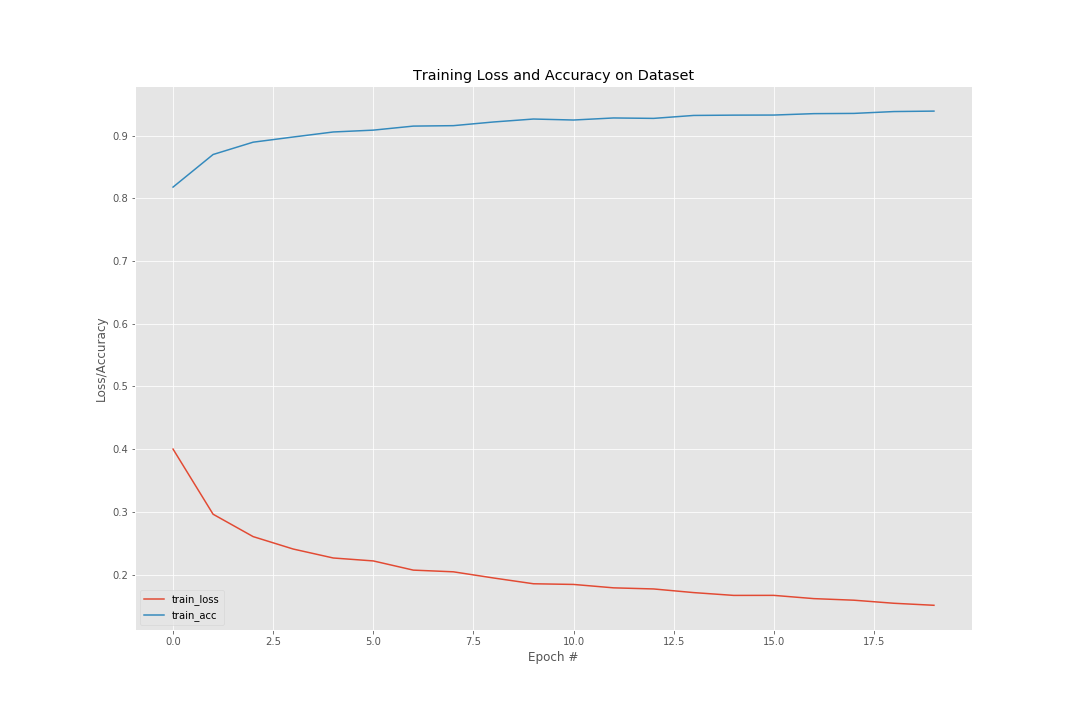 Training Loss and Accuracy on Dataset
Loss/Accuracy
0.9
0.8
0.7
0.6
0.5
0.4
0.3
0.2
train_loss
train_acc
0.0 2.5 5.0 7.5 10.0 12.5 15.0 17.5
Epoch #